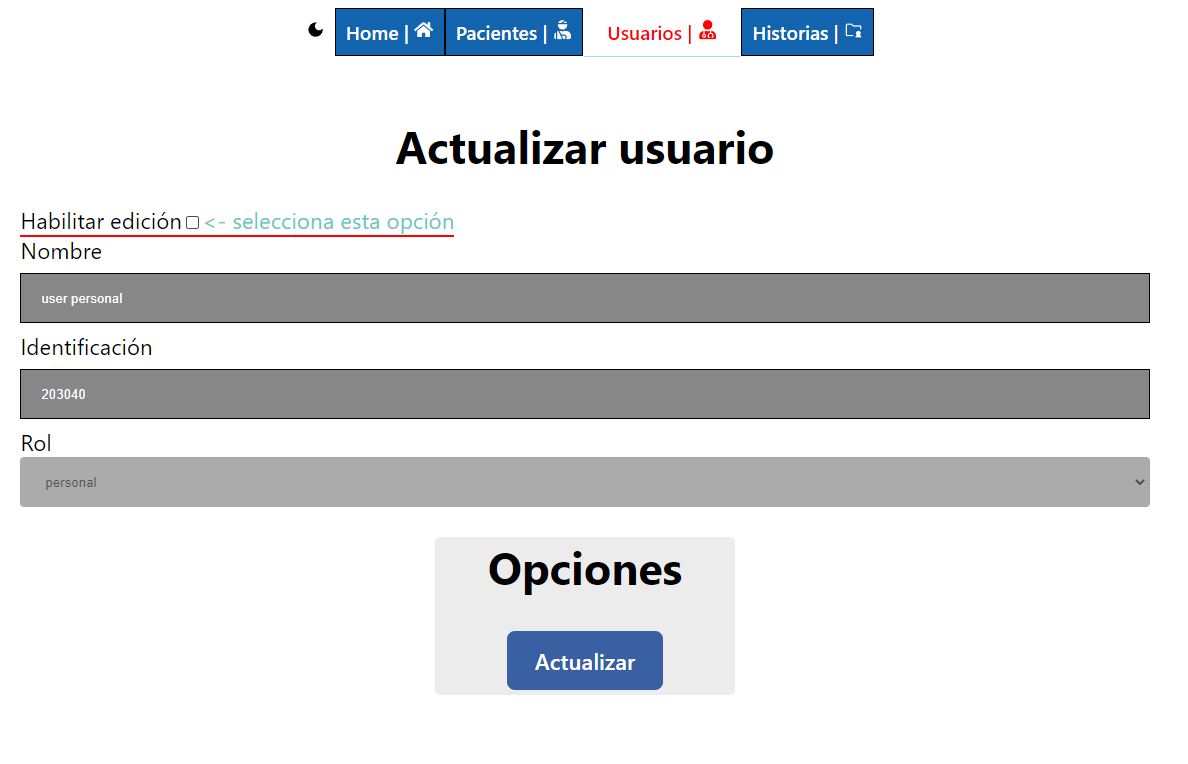 Home | Pacientes | Usuarios | Historias |
Actualizar usuario
Habilitar edición <- selecciona esta opción
Nombre
user personal
Identificación
203040
Rol
personal
Opciones
Actualizar